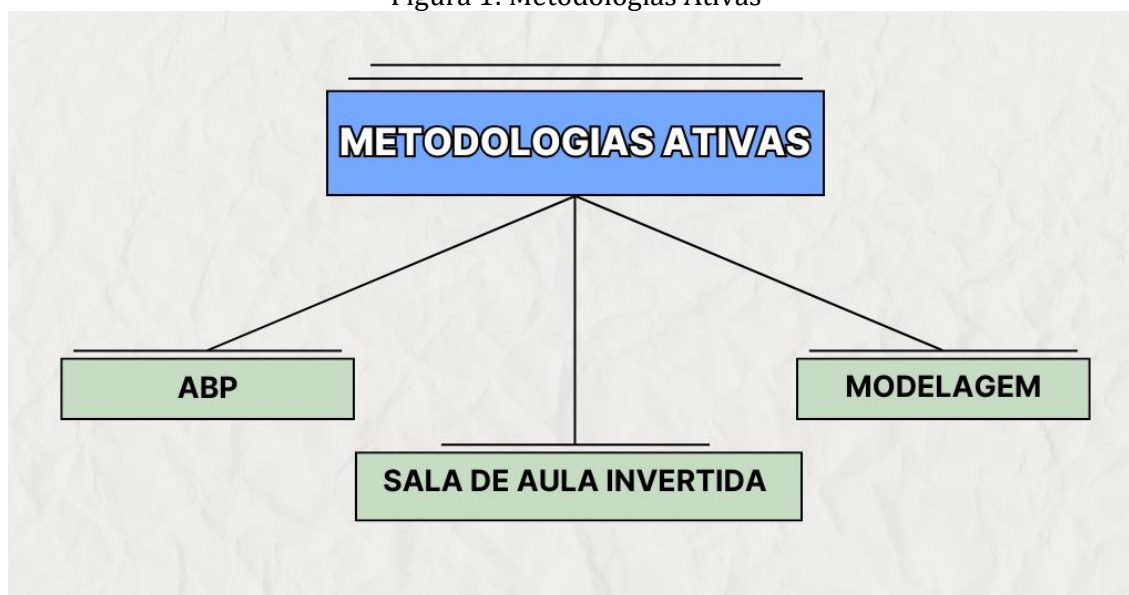 Figura 1: Metodologias Ativas
METODOLOGIAS ATIVAS
ABP
MODELAGEM
SALA DE AULA INVERTIDA